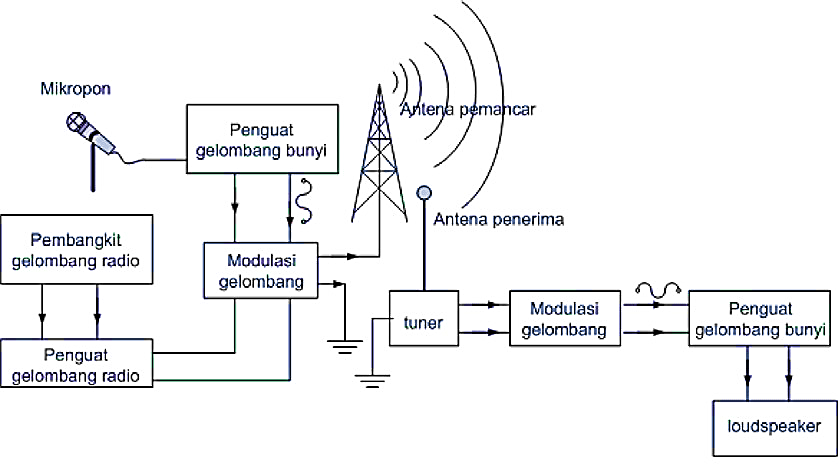 Mikropon
Penguat
gelombang bunyi
Antena pemancar
Antena penerima
Pembangkit
gelombang radio
Modulasi
gelombang
Penguat
gelombang radio
tuner
Modulasi
gelombang
Penguat
gelombang bunyi
loudspeaker